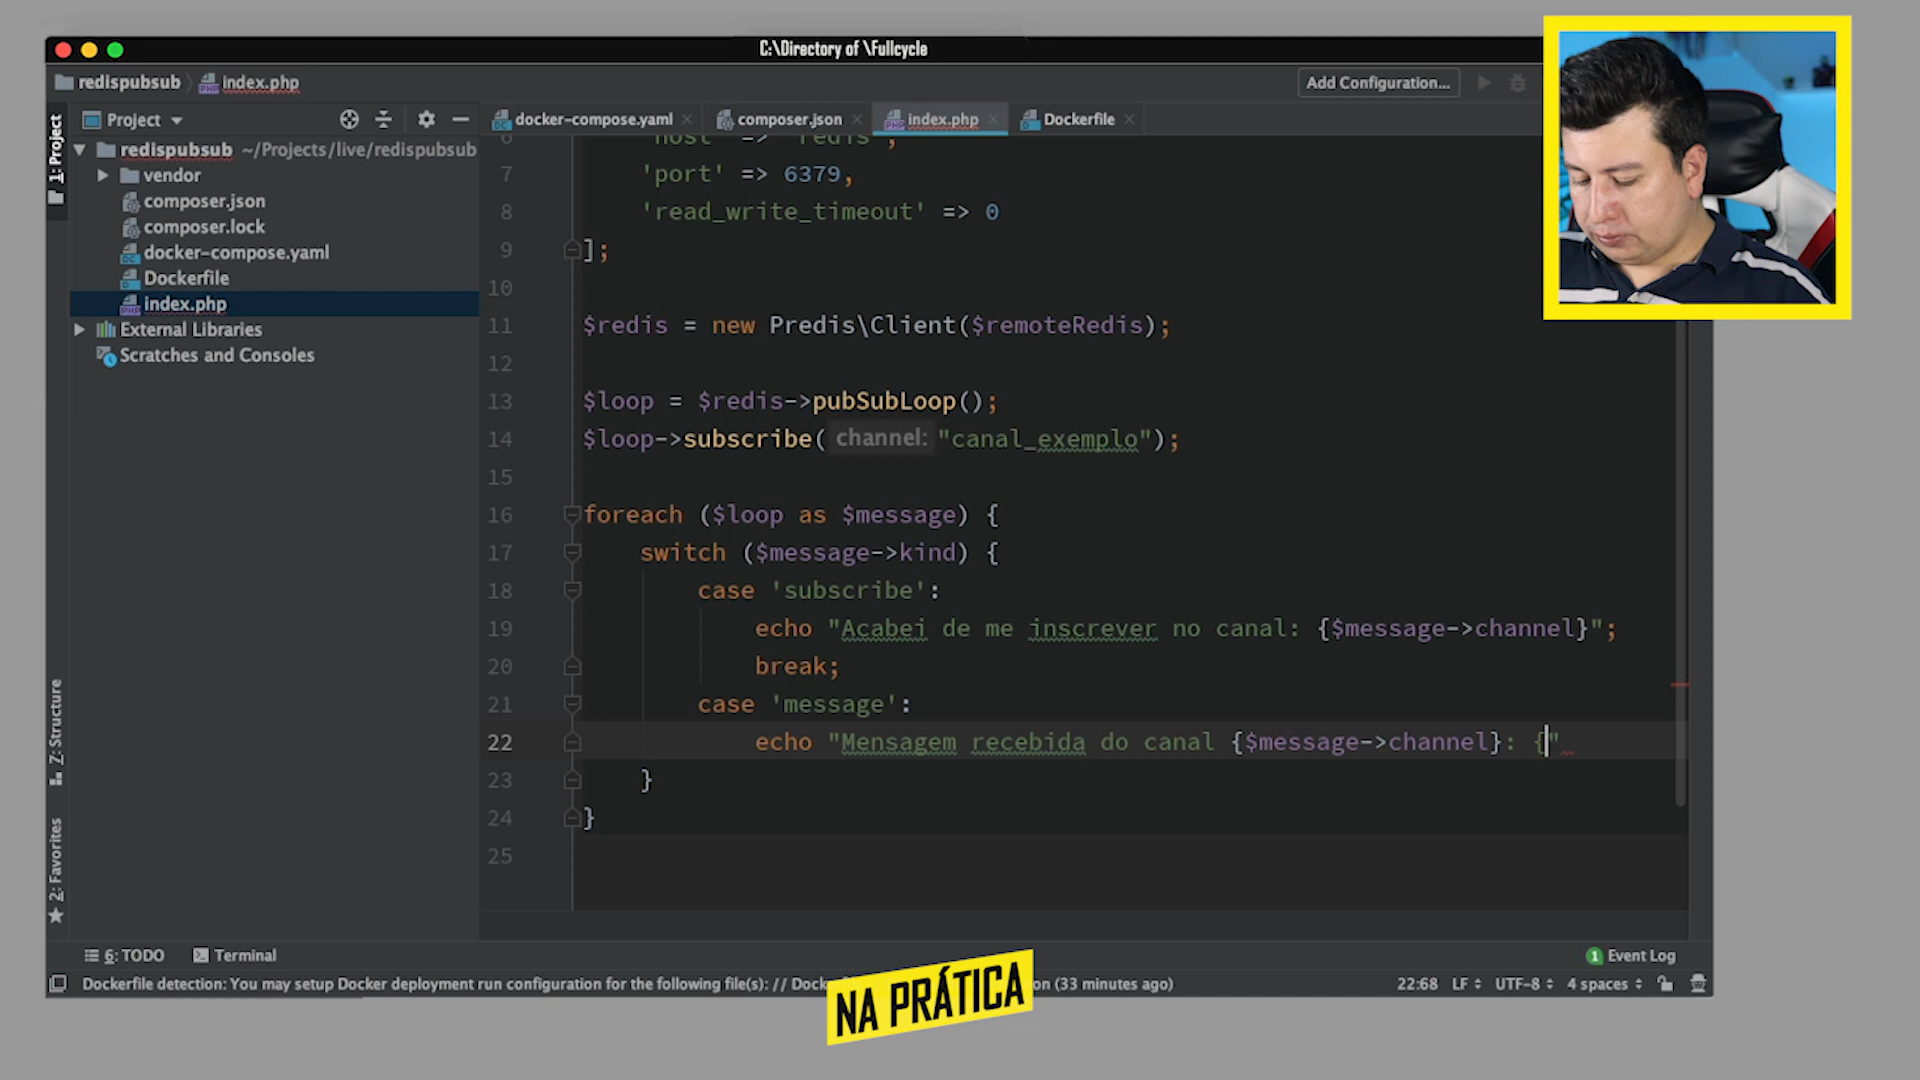 C:\Directory of \Fullcycle
redispubsub index.php
Add Configuration...
Project
docker-compose.yaml
composer.json
index.php
Dockerfile
1: Project
redispubsub ~/Projects/live/redispubsub
vendor
composer.json
composer.lock
docker-compose.yaml
Dockerfile
index.php
External Libraries
Scratches and Consoles
Z: Structure
2: Favorites
6 'host' => 'redis',
7 'port' => 6379,
8 'read_write_timeout' => 0
9 ];
10
11 $redis = new Predis\Client($remoteRedis);
12
13 $loop = $redis->pubSubLoop();
14 $loop->subscribe( channel: "canal_exemplo");
15
16 foreach ($loop as $message) {
17 switch ($message->kind) {
18 case 'subscribe':
19 echo "Acabei de me inscrever no canal: {$message->channel}";
20 break;
21 case 'message':
22 echo "Mensagem recebida do canal {$message->channel}: {"
23 }
24 }
25
6: TODO Terminal
1 Event Log
Dockerfile detection: You may setup Docker deployment run configuration for the following file(s): // Dock
on (33 minutes ago)
22:68 LF UTF-8 4 spaces
NA PRÁTICA